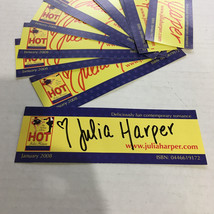 HOT
Deliciously fun contemporary romance
♡ Julia Harper
www.juliaharper.com
January 2008
ISBN: 0446619172